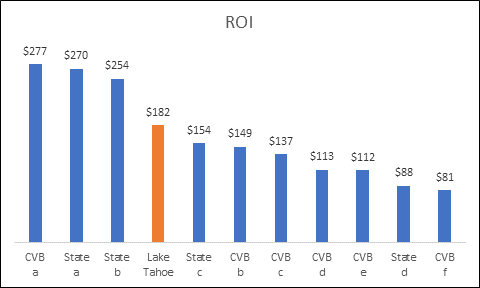 ROI
$277
$270
$254
$182
$154
$149
$137
$113
$112
$88
$81
CVB a
State a
State b
Lake Tahoe
State c
CVB b
CVB c
CVB d
CVB e
State d
CVB f